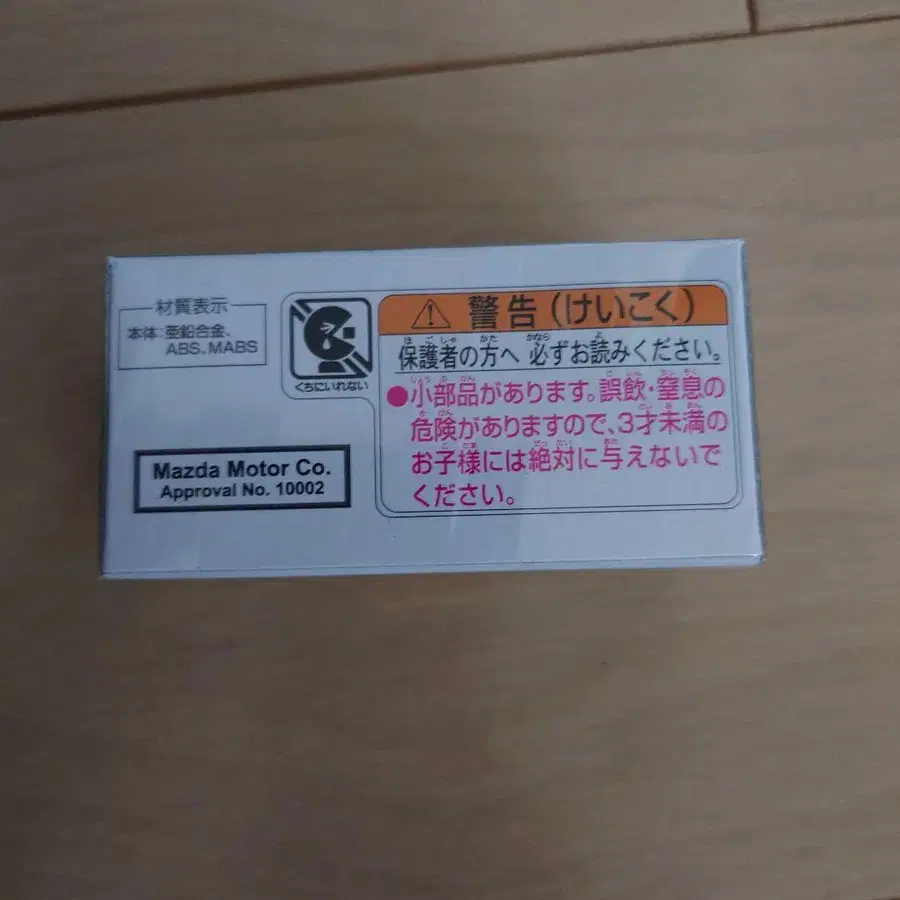 材質表示
本体:亜鉛合金、
ABS、MABS
くちにいれない
Mazda Motor Co.
Approval No. 10002
警告(けいこく)
保護者の方へ 必ずお読みください。
●小部品があります。誤飲・窒息の
危険がありますので、3才未満の
お子様には絶対に与えないで
ください。